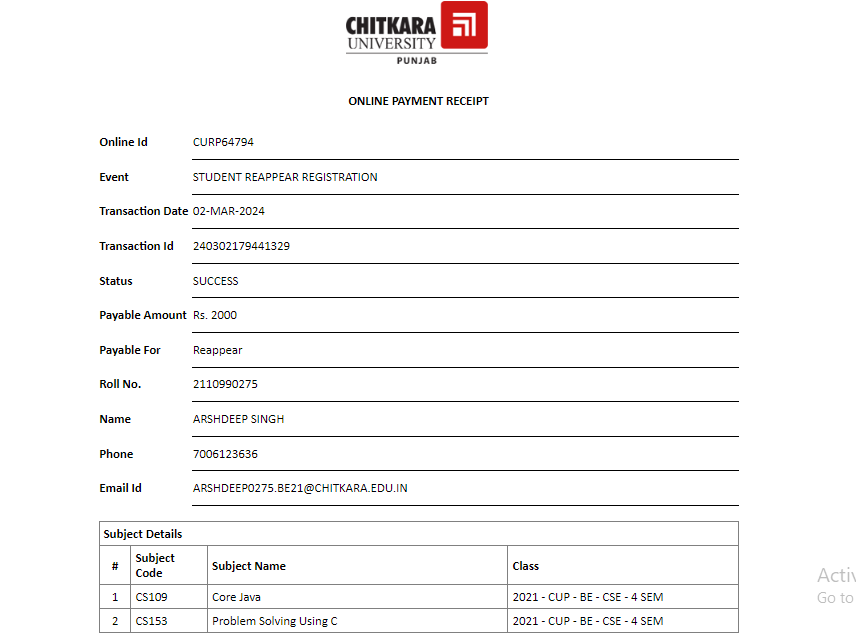 CHITKARA
UNIVERSITY
PUNJAB
ONLINE PAYMENT RECEIPT
Online Id CURP64794
Event STUDENT REAPPEAR REGISTRATION
Transaction Date 02-MAR-2024
Transaction Id 240302179441329
Status SUCCESS
Payable Amount Rs. 2000
Payable For Reappear
Roll No. 2110990275
Name ARSHDEEP SINGH
Phone 7006123636
Email Id ARSHDEEP0275.BE21@CHITKARA.EDU.IN
Subject Details
# Subject Code Subject Name Class
1 CS109 Core Java 2021 - CUP - BE - CSE - 4 SEM
2 CS153 Problem Solving Using C 2021 - CUP - BE - CSE - 4 SEM
Activ
Go to